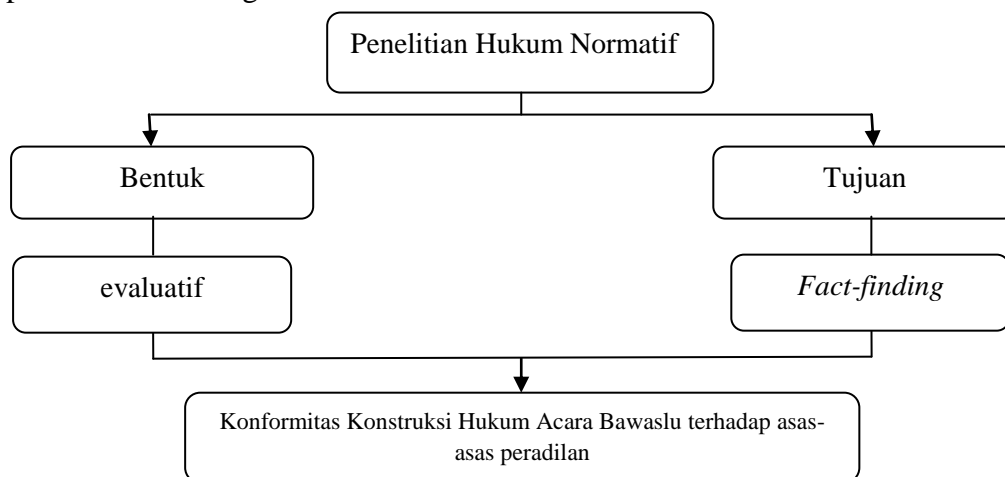 Penelitian Hukum Normatif
Bentuk
Tujuan
evaluatif
Fact-finding
Konformitas Konstruksi Hukum Acara Bawaslu terhadap asas-
asas peradilan